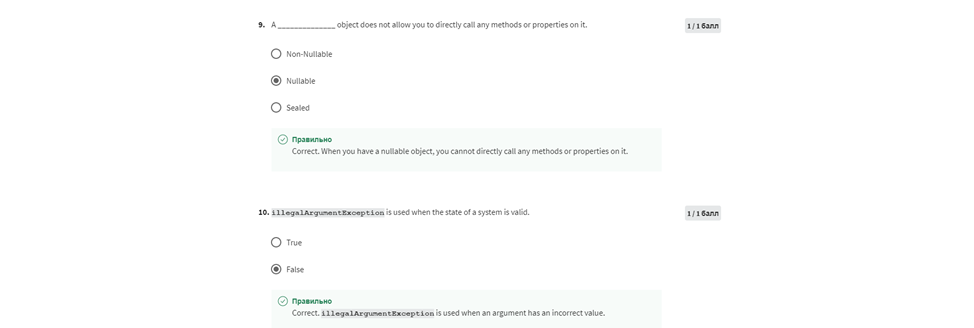 9. A ______________ object does not allow you to directly call any methods or properties on it.
1 / 1 балл
Non-Nullable
Nullable
Sealed
Правильно
Correct. When you have a nullable object, you cannot directly call any methods or properties on it.
10. illegalArgumentException is used when the state of a system is valid.
1 / 1 балл
True
False
Правильно
Correct. illegalArgumentException is used when an argument has an incorrect value.